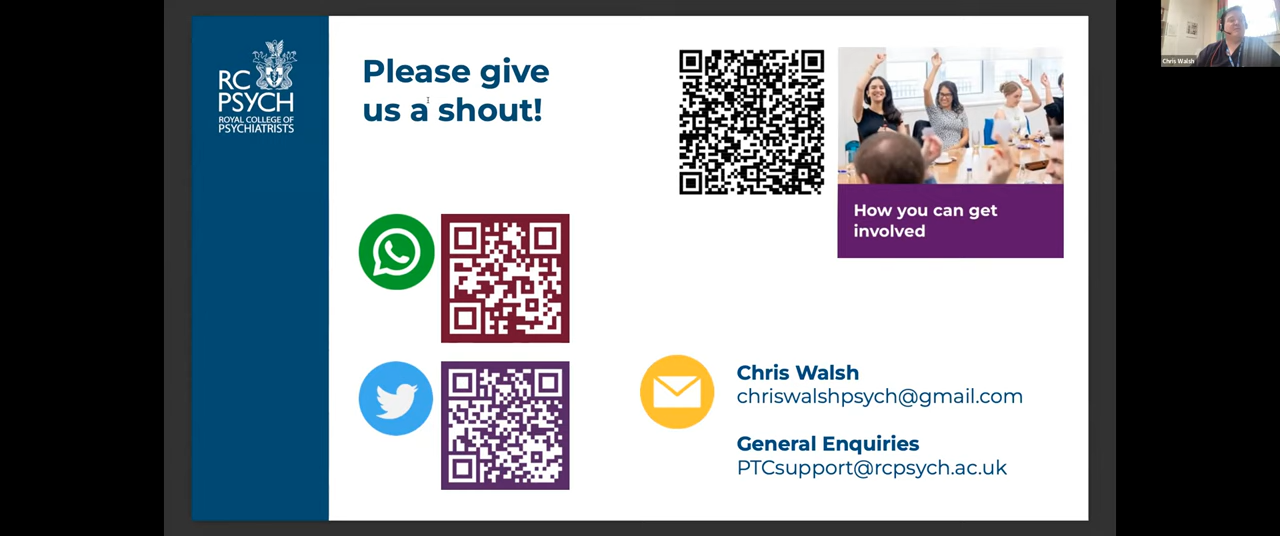 RC
PSYCH
ROYAL COLLEGE OF
PSYCHIATRISTS
Please give
us a shout!
How you can get
involved
Chris Walsh
chriswalshpsych@gmail.com
General Enquiries
PTCsupport@rcpsych.ac.uk
Chris Walsh